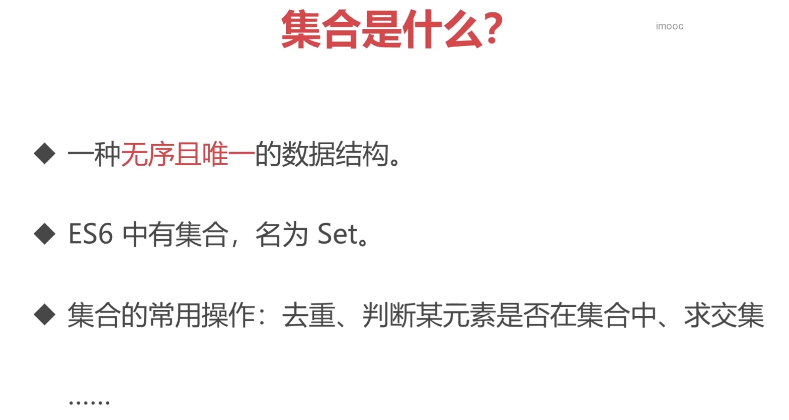 集合是什么？
imooc
◆ 一种无序且唯一的数据结构。
◆ ES6 中有集合，名为 Set。
◆ 集合的常用操作：去重、判断某元素是否在集合中、求交集
……